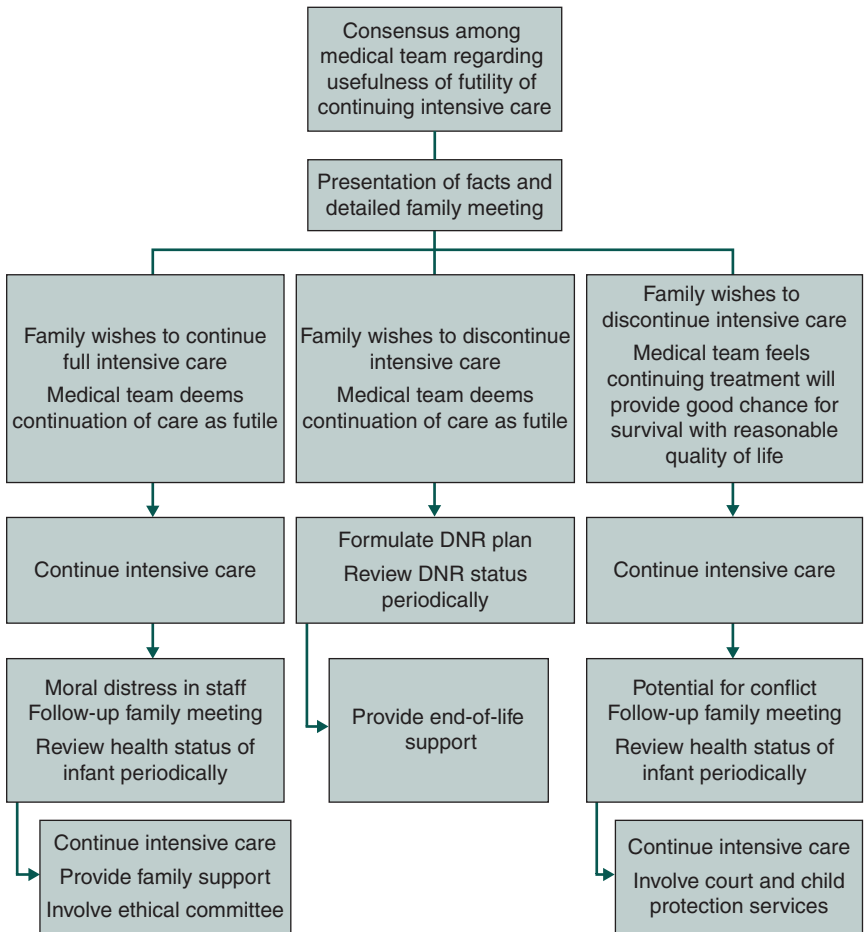 Consensus among
medical team regarding
usefulness of futility of
continuing intensive care
Presentation of facts and
detailed family meeting
Family wishes to continue
full intensive care
Medical team deems
continuation of care as futile
Family wishes to discontinue
intensive care
Medical team deems
continuation of care as futile
Family wishes to
discontinue intensive care
Medical team feels
continuing treatment will
provide good chance for
survival with reasonable
quality of life
Continue intensive care
Formulate DNR plan
Review DNR status
periodically
Continue intensive care
Moral distress in staff
Follow-up family meeting
Review health status of
infant periodically
Provide end-of-life
support
Potential for conflict
Follow-up family meeting
Review health status of
infant periodically
Continue intensive care
Provide family support
Involve ethical committee
Continue intensive care
Involve court and child
protection services